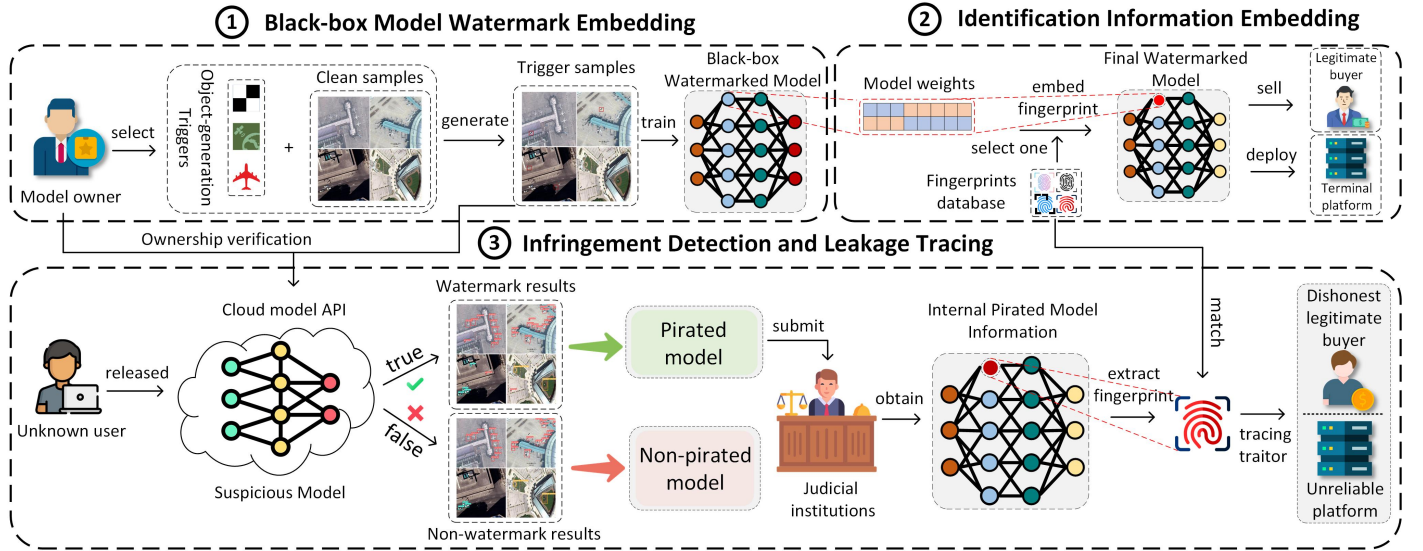 1 Black-box Model Watermark Embedding
2 Identification Information Embedding
Model owner
select
Object-generation
Triggers
+
Clean samples
generate
Trigger samples
train
Black-box
Watermarked Model
Model weights
embed
fingerprint
select one
Fingerprints
database
Final Watermarked
Model
sell
deploy
Legitimate
buyer
Terminal
platform
Ownership verification
3 Infringement Detection and Leakage Tracing
Unknown user
released
Cloud model API
Suspicious Model
true
false
Watermark results
Non-watermark results
Pirated
model
Non-pirated
model
submit
Judicial
institutions
obtain
Internal Pirated Model
Information
extract
fingerprint
match
tracing
traitor
Dishonest
legitimate
buyer
Unreliable
platform